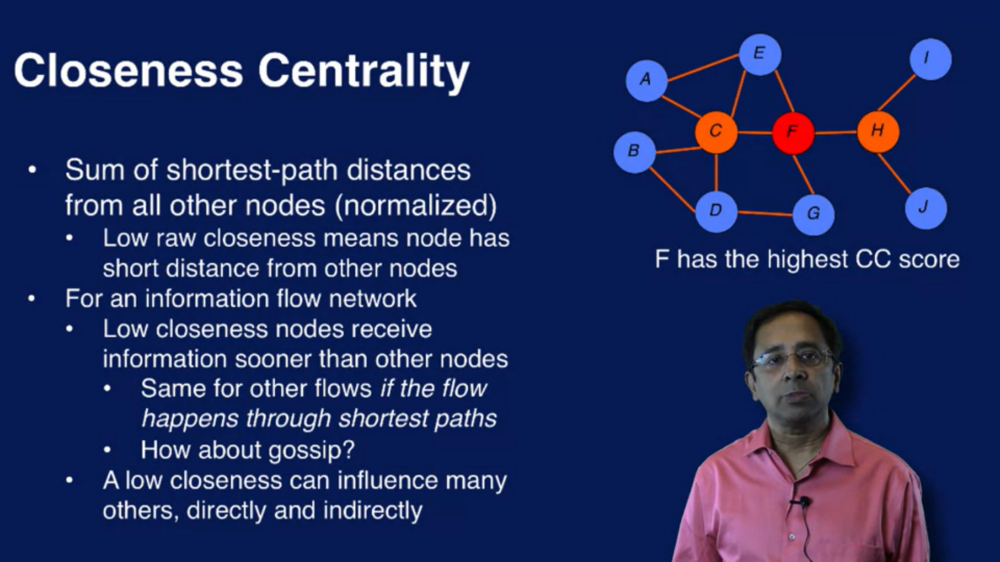 Closeness Centrality
• Sum of shortest-path distances
from all other nodes (normalized)
• Low raw closeness means node has
short distance from other nodes
• For an information flow network
• Low closeness nodes receive
information sooner than other nodes
• Same for other flows if the flow
happens through shortest paths
• How about gossip?
• A low closeness can influence many
others, directly and indirectly
E
I
A
C
F
H
B
D
G
J
F has the highest CC score